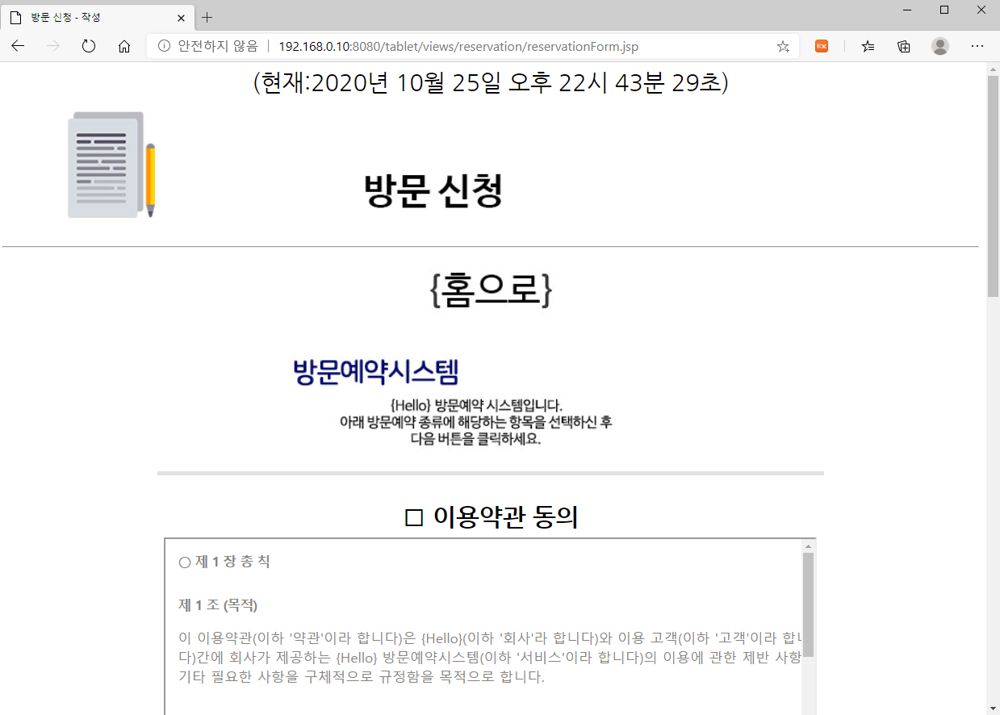 방문 신청 - 작성
안전하지 않음
192.168.0.10:8080/tablet/views/reservation/reservationForm.jsp
EX
(현재:2020년 10월 25일 오후 22시 43분 29초)
방문 신청
{홈으로}
방문예약시스템
{Hello} 방문예약 시스템입니다.
아래 방문예약 종류에 해당하는 항목을 선택하신 후
다음 버튼을 클릭하세요.
□ 이용약관 동의
○ 제 1 장 총 칙
제 1 조 (목적)
이 이용약관(이하 '약관'이라 합니다)은 {Hello}(이하 '회사'라 합니다)와 이용 고객(이하 '고객'이라 합니
다)간에 회사가 제공하는 {Hello} 방문예약시스템(이하 '서비스'이라 합니다)의 이용에 관한 제반 사항
기타 필요한 사항을 구체적으로 규정함을 목적으로 합니다.